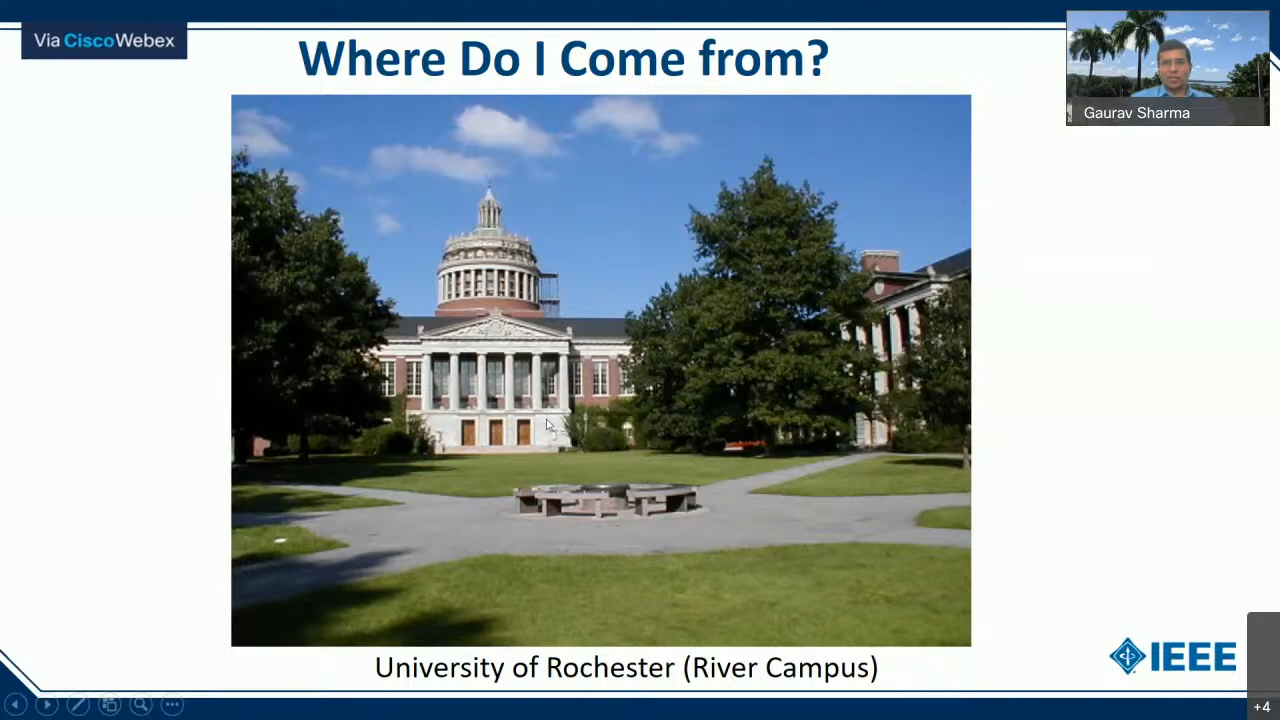 Via CiscoWebex
Where Do I Come from?
Gaurav Sharma
University of Rochester (River Campus)
IEEE
+4